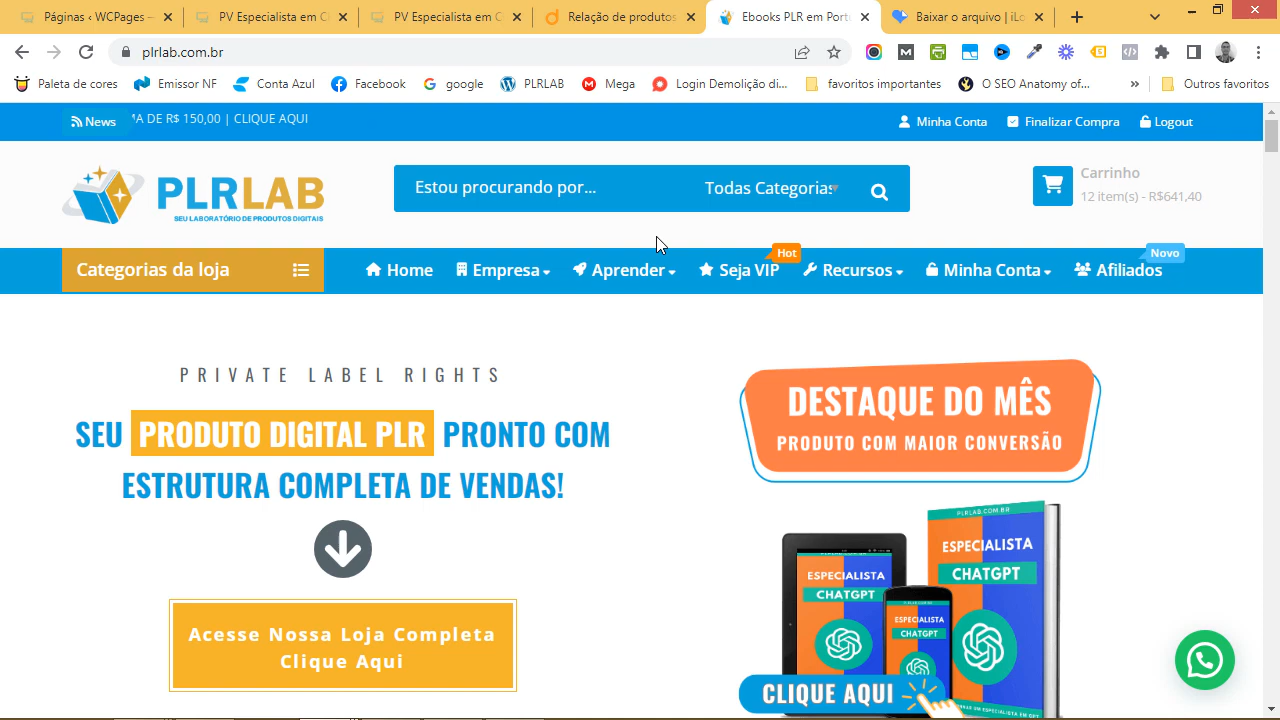 Páginas ‹ WCPages –
PV Especialista em C
PV Especialista em C
Relação de produtos
Ebooks PLR em Portu
Baixar o arquivo | iLo
plrlab.com.br
Paleta de cores
Emissor NF
Conta Azul
Facebook
google
PLRLAB
Mega
Login Demolição di...
favoritos importantes
O SEO Anatomy of...
»
Outros favoritos
News
MA DE R$ 150,00 | CLIQUE AQUI
Minha Conta
Finalizar Compra
Logout
PLRLAB
SEU LABORATÓRIO DE PRODUTOS DIGITAIS
Estou procurando por...
Todas Categorias
Carrinho
12 item(s) - R$641,40
Hot
Novo
Categorias da loja
Home
Empresa
Aprender
Seja VIP
Recursos
Minha Conta
Afiliados
PRIVATE LABEL RIGHTS
SEU PRODUTO DIGITAL PLR PRONTO COM
ESTRUTURA COMPLETA DE VENDAS!
Acesse Nossa Loja Completa
Clique Aqui
DESTAQUE DO MÊS
PRODUTO COM MAIOR CONVERSÃO
PLRLAB.COM.BR
ESPECIALISTA
CHATGPT
ESPECIALISTA
CHATGPT
ESPECIALISTA
CHATGPT
CLIQUE AQUI